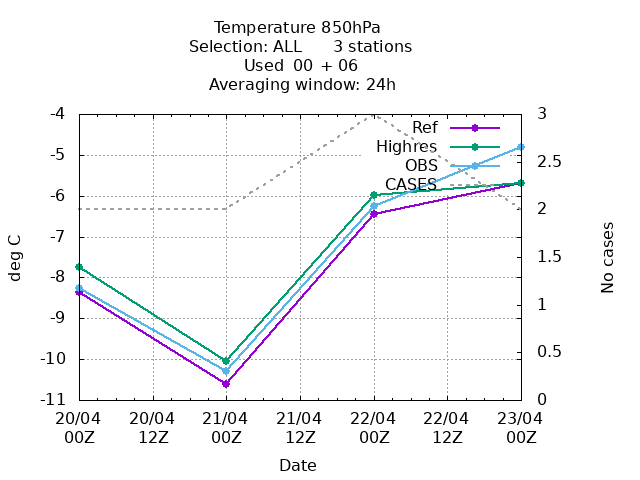 Temperature 850hPa
Selection: ALL 3 stations
Used 00 + 06
Averaging window: 24h
Ref
Highres
OBS
CASES
-4
-5
-6
-7
-8
-9
-10
-11
deg C
3
2.5
2
1.5
1
0.5
0
No cases
20/04 20/04 21/04 21/04 22/04 22/04 23/04
00Z 12Z 00Z 12Z 00Z 12Z 00Z
Date